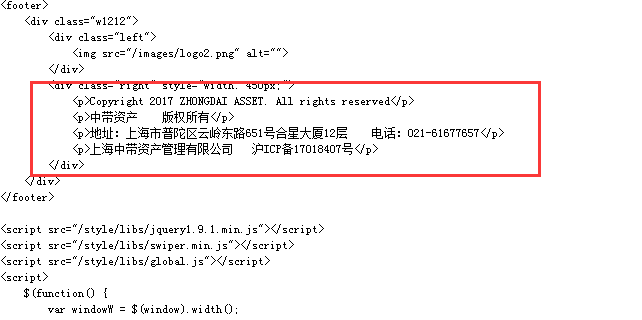 <footer>
<div class="w1212">
<div class="left">
<img src="/images/logo2.png" alt="">
</div>
<div class="right" style="width: 450px;">
<p>Copyright 2017 ZHONGDAI ASSET. All rights reserved</p>
<p>中带资产 版权所有</p>
<p>地址：上海市普陀区云岭东路651号合星大厦12层 电话：021-61677657</p>
<p>上海中带资产管理有限公司 沪ICP备17018407号</p>
</div>
</div>
</footer>
<script src="/style/libs/jquery1.9.1.min.js"></script>
<script src="/style/libs/swiper.min.js"></script>
<script src="/style/libs/global.js"></script>
<script>
$(function() {
var windowW = $(window).width();